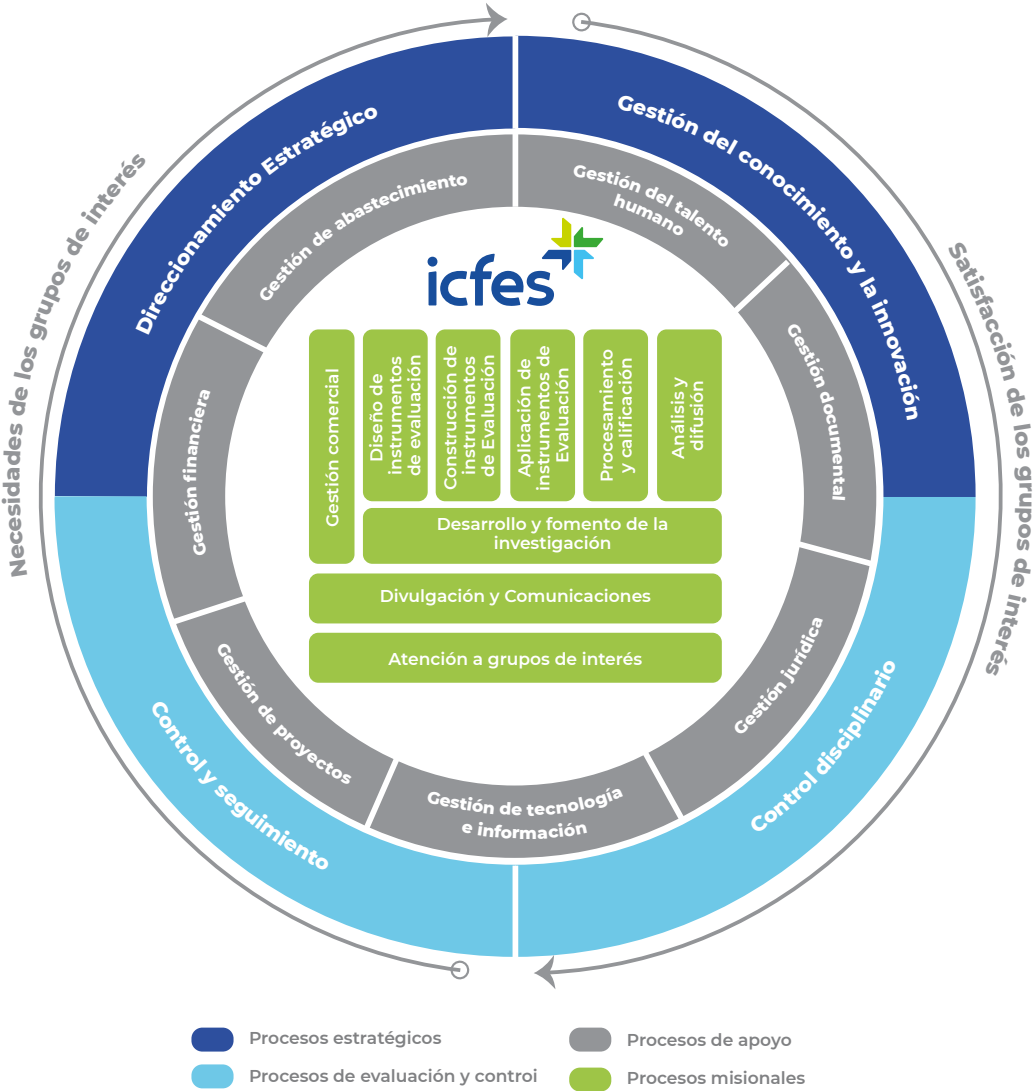 Necesidades de los grupos de interés
Satisfacción de los grupos de interés
Direccionamiento Estratégico
Gestión del conocimiento y la innovación
Control y seguimiento
Control disciplinario
Gestión de abastecimiento
Gestión del talento
humano
Gestión documental
Gestión jurídica
Gestión de tecnología
e información
Gestión de proyectos
Gestión financiera
icfes
Gestión comercial
Diseño de
instrumentos
de evaluación
Construcción de
instrumentos
de Evaluación
Aplicación de
instrumentos de
Evaluación
Procesamiento
y calificación
Análisis y
difusión
Desarrollo y fomento de la
investigación
Divulgación y Comunicaciones
Atención a grupos de interés
Procesos estratégicos
Procesos de apoyo
Procesos de evaluación y controi
Procesos misionales